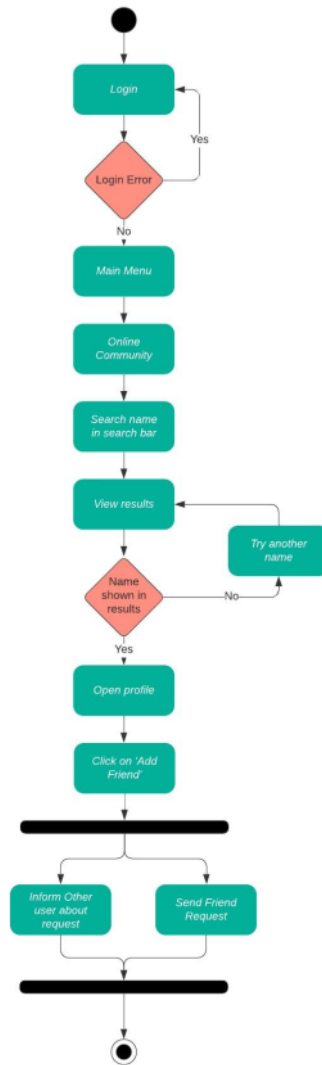 Login
Yes
Login Error
No
Main Menu
Online
Community
Search name
in search bar
View results
Try another
name
Name
shown in
results
No
Yes
Open profile
Click on 'Add
Friend'
Inform Other
user about
request
Send Friend
Request